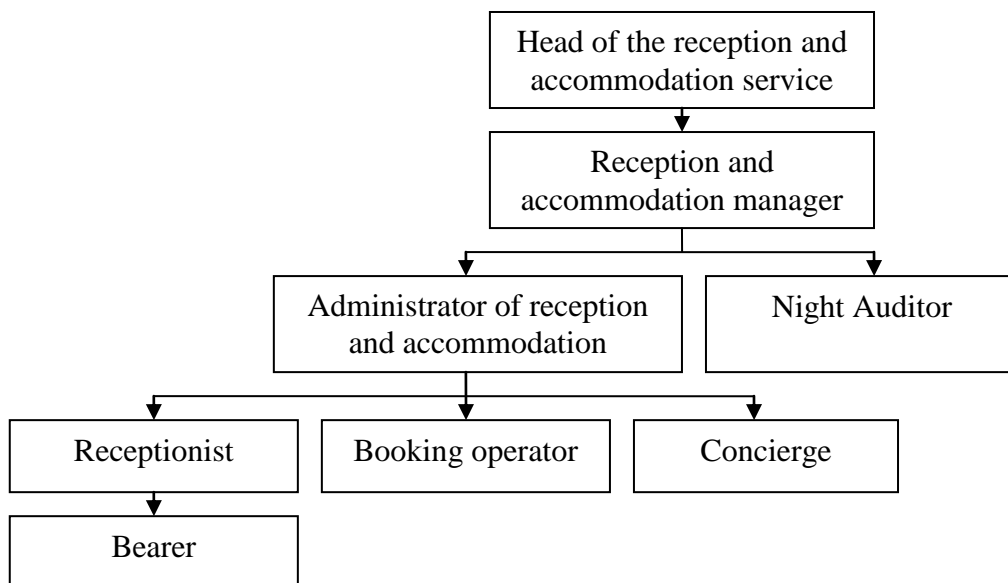 Head of the reception and
accommodation service
Reception and
accommodation manager
Administrator of reception
and accommodation
Night Auditor
Receptionist
Booking operator
Concierge
Bearer